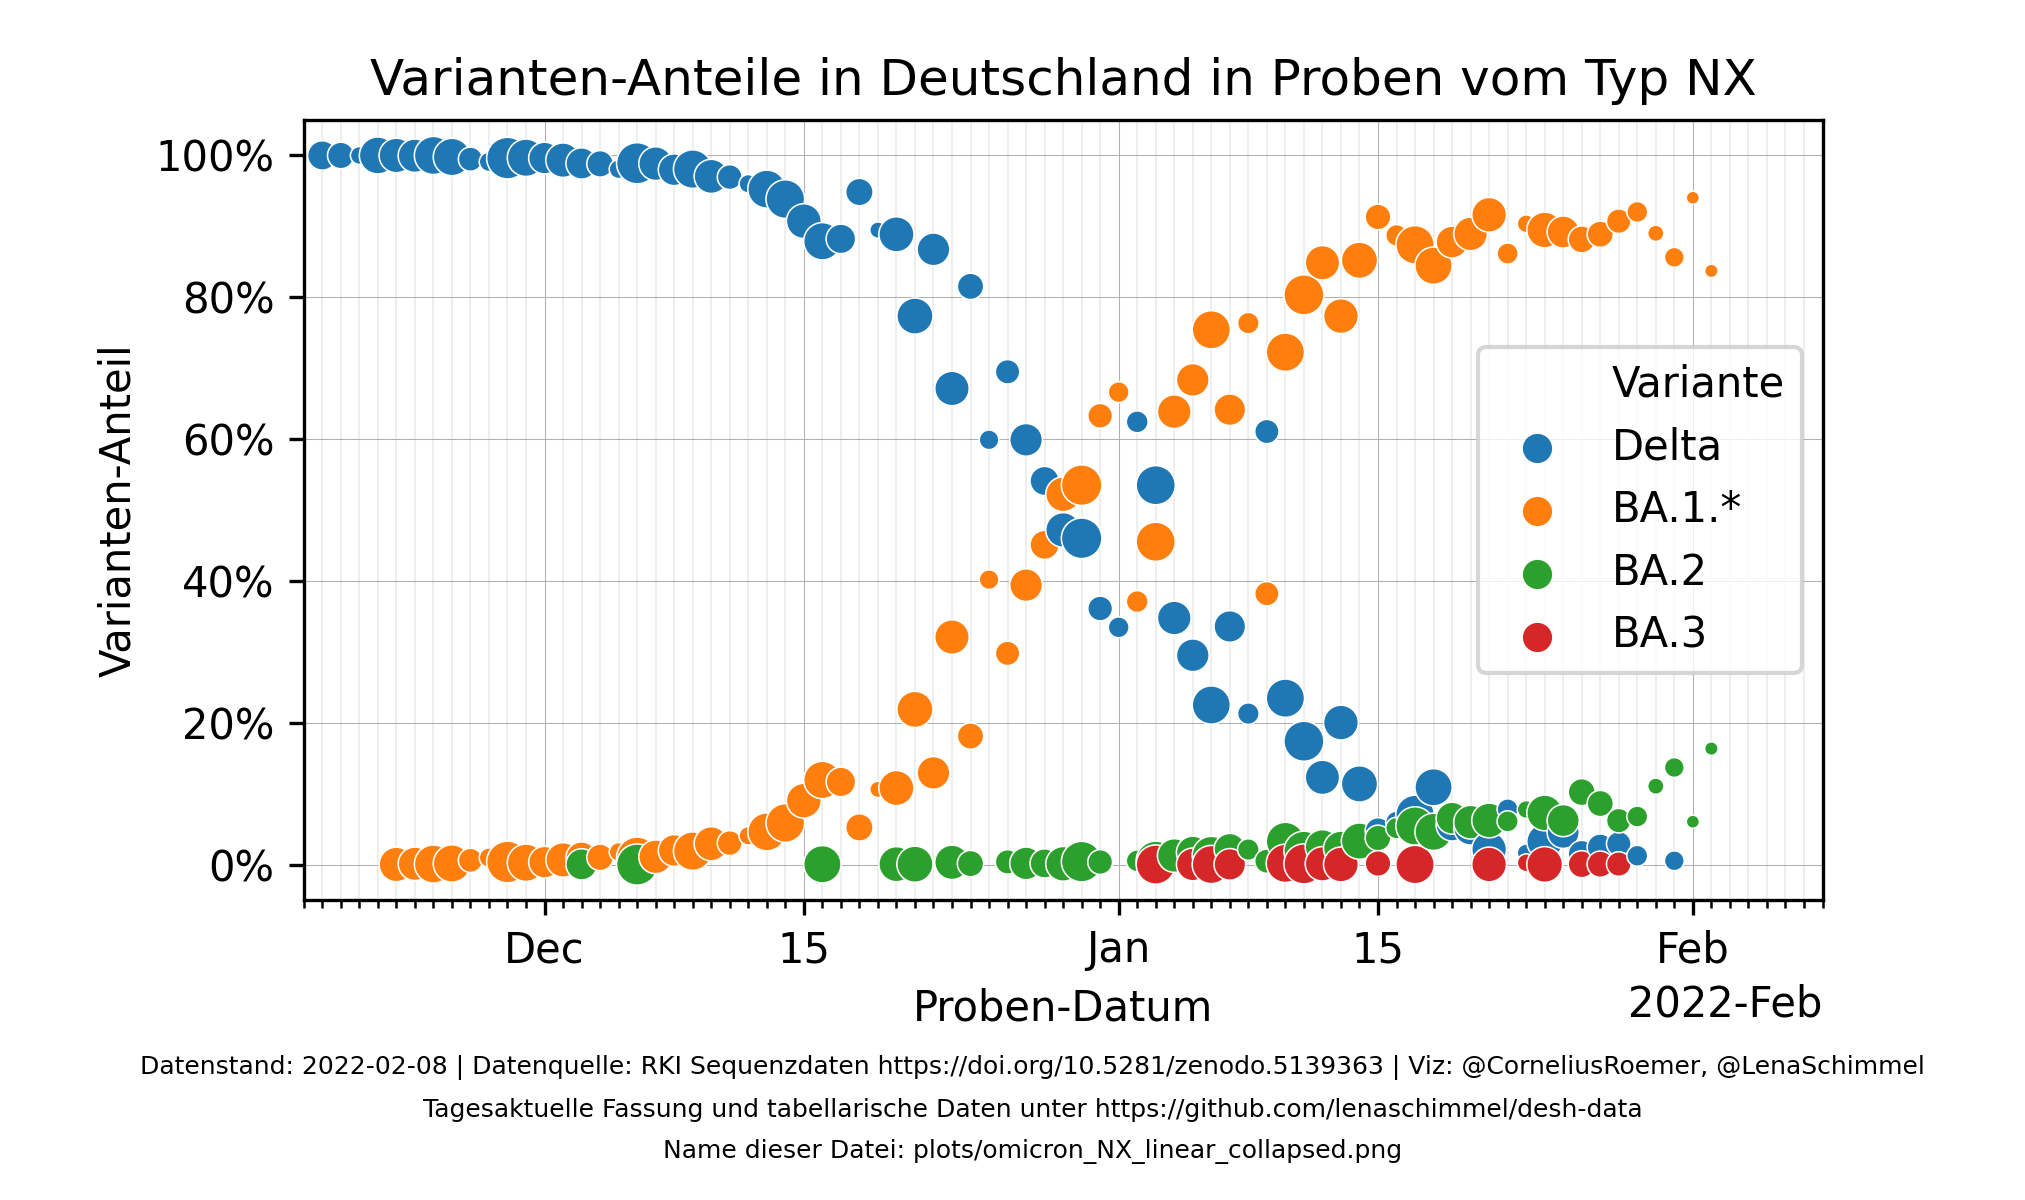 Varianten-Anteile in Deutschland in Proben vom Typ NX
Varianten-Anteil
100%
80%
60%
40%
20%
0%
Variante
Delta
BA.1.*
BA.2
BA.3
Dec
15
Jan
15
Feb
Proben-Datum
2022-Feb
Datenstand: 2022-02-08 | Datenquelle: RKI Sequenzdaten https://doi.org/10.5281/zenodo.5139363 | Viz: @CorneliusRoemer, @LenaSchimmel
Tagesaktuelle Fassung und tabellarische Daten unter https://github.com/lenaschimmel/desh-data
Name dieser Datei: plots/omicron_NX_linear_collapsed.png